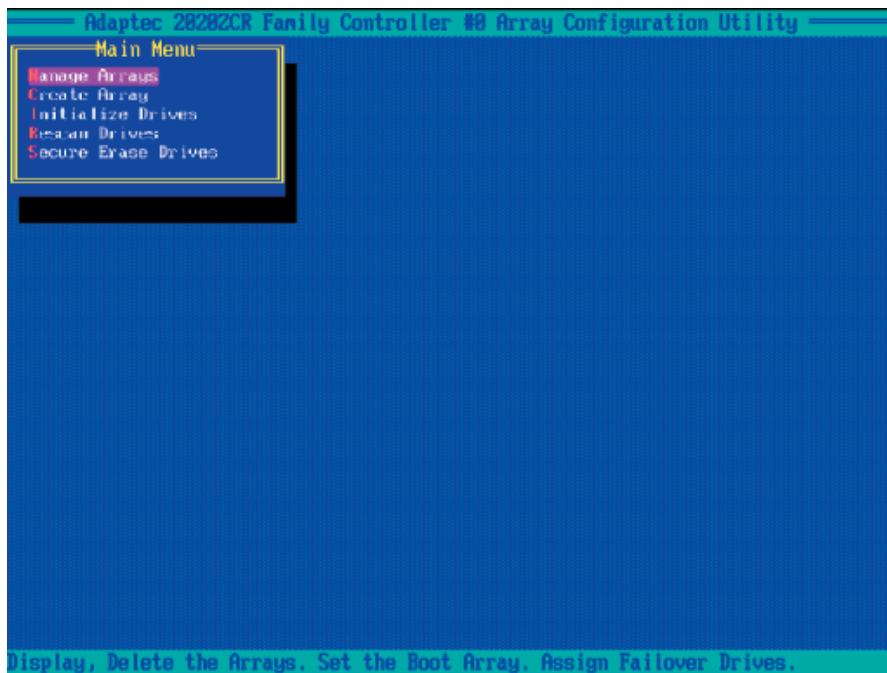 Adaptec 2020ZCR Family Controller #0 Array Configuration Utility
Main Menu
Manage Arrays
Create Array
Initialize Drives
Rescan Drives
Secure Erase Drives
Display, Delete the Arrays. Set the Boot Array. Assign Failover Drives.